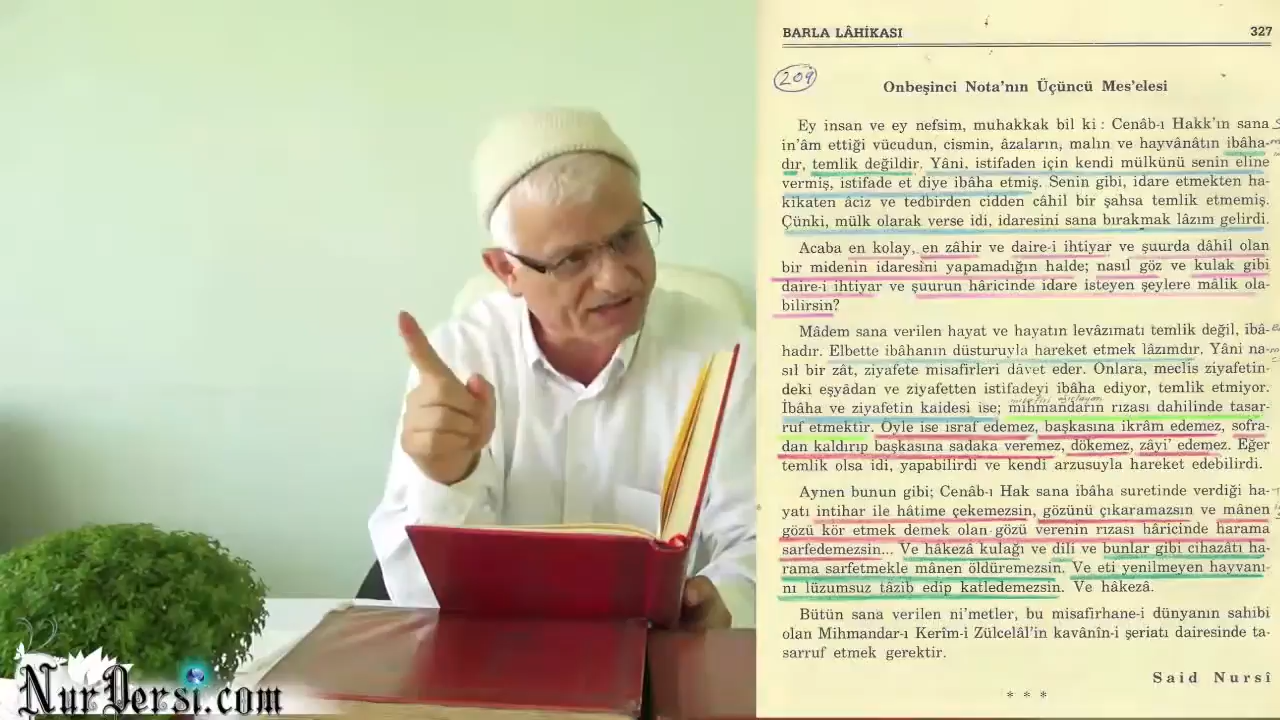 BARLA LÂHİKASI 327
209
Onbeşinci Nota'nın Üçüncü Mes'elesi
Ey insan ve ey nefsim, muhakkak bil ki : Cenâb-ı Hakk'ın sana
in'âm ettiği vücudun, cismin, âzaların, malın ve hayvânâtın ibâha-
dır, temlik değildir. Yâni, istifaden için kendi mülkünü senin eline
vermiş, istifade et diye ibâha etmiş. Senin gibi, idare etmekten ha-
kikaten âciz ve tedbirden cidden câhil bir şahsa temlik etmemiş.
Çünki, mülk olarak verse idi, idaresini sana bırakmak lâzım gelirdi.
Acaba en kolay, en zâhir ve daire-i ihtiyar ve şuurda dâhil olan
bir midenin idaresini yapamadığın halde; nasıl göz ve kulak gibi
daire-i ihtiyar ve şuurun hâricinde idare isteyen şeylere mâlik ola-
bilirsin?
Mâdem sana verilen hayat ve hayatın levâzımatı temlik değil, ibâ-
hadır. Elbette ibâhanın düsturuyla hareket etmek lâzımdır. Yâni na-
sıl bir zât, ziyafete misafirleri dâvet eder. Onlara, meclis ziyafetin-
deki eşyâdan ve ziyafetten istifadeyi ibâha ediyor, temlik etmiyor.
İbâha ve ziyafetin kaidesi ise; mihmandarın rızası dahilinde tasar-
ruf etmektir. Öyle ise israf edemez, başkasına ikrâm edemez, sofra-
dan kaldırıp başkasına sadaka veremez, dökemez, zâyi' edemez. Eğer
temlik olsa idi, yapabilirdi ve kendi arzusuyla hareket edebilirdi.
Aynen bunun gibi; Cenâb-ı Hak sana ibâha suretinde verdiği ha-
yatı intihar ile hâtime çekemezsin, gözünü çıkaramazsın ve mânen
gözü kör etmek demek olan gözü verenin rızası hâricinde harama
sarfedemezsin... Ve hâkezâ kulağı ve dili ve bunlar gibi cihazâtı ha-
rama sarfetmekle mânen öldüremezsin. Ve eti yenilmeyen hayvanı-
nı lüzumsuz tâzib edip katledemezsin. Ve hâkezâ.
Bütün sana verilen ni'metler, bu misafirhane-i dünyanın sahibi
olan Mihmandar-ı Kerîm-i Zülcelâl'in kavânîn-i şeriatı dairesinde ta-
sarruf etmek gerektir.
Said Nursî
* * *
NurDersi.com